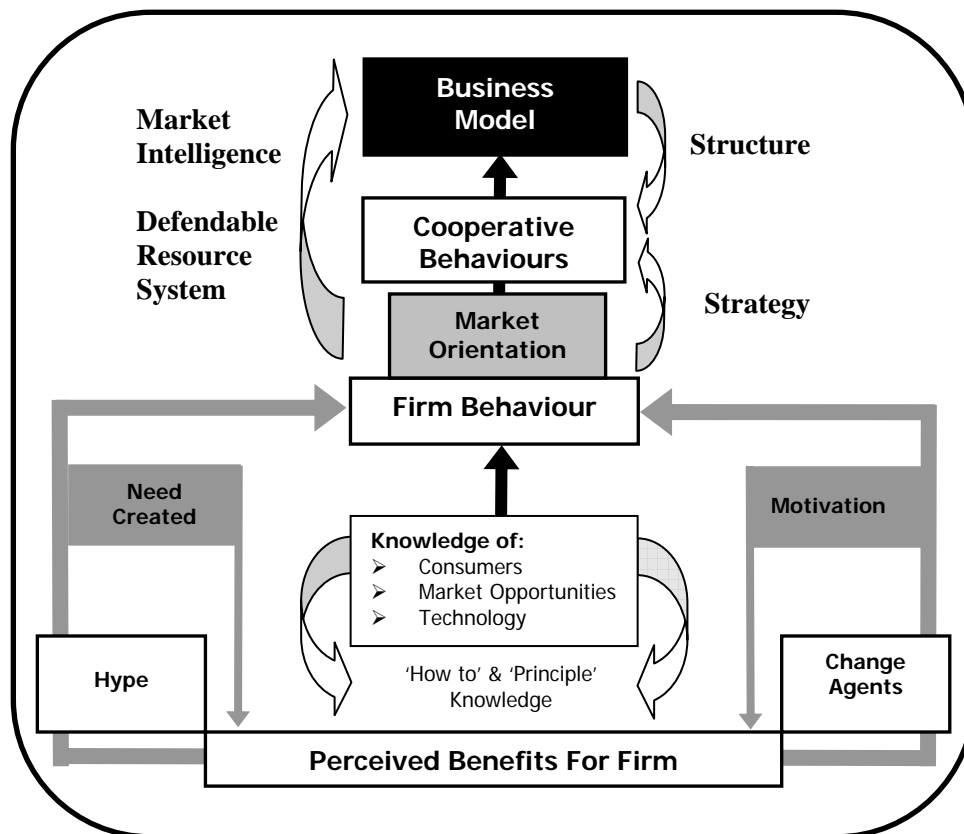 Business
Model
Market
Intelligence
Structure
Defendable
Resource
System
Cooperative
Behaviours
Strategy
Market
Orientation
Firm Behaviour
Need
Created
Motivation
Knowledge of:
➢ Consumers
➢ Market Opportunities
➢ Technology
Hype
'How to' & 'Principle'
Knowledge
Change
Agents
Perceived Benefits For Firm